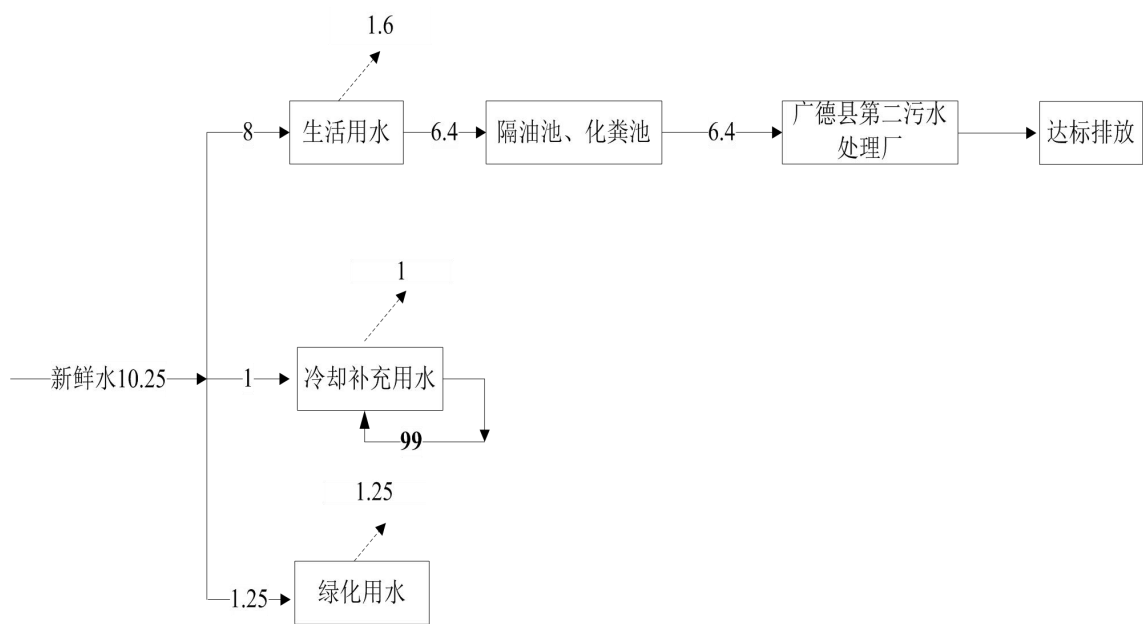 1.6
8
生活用水
6.4
隔油池、化粪池
6.4
广德县第二污水
处理厂
达标排放
1
新鲜水10.25
1
冷却补充用水
99
1.25
1.25
绿化用水